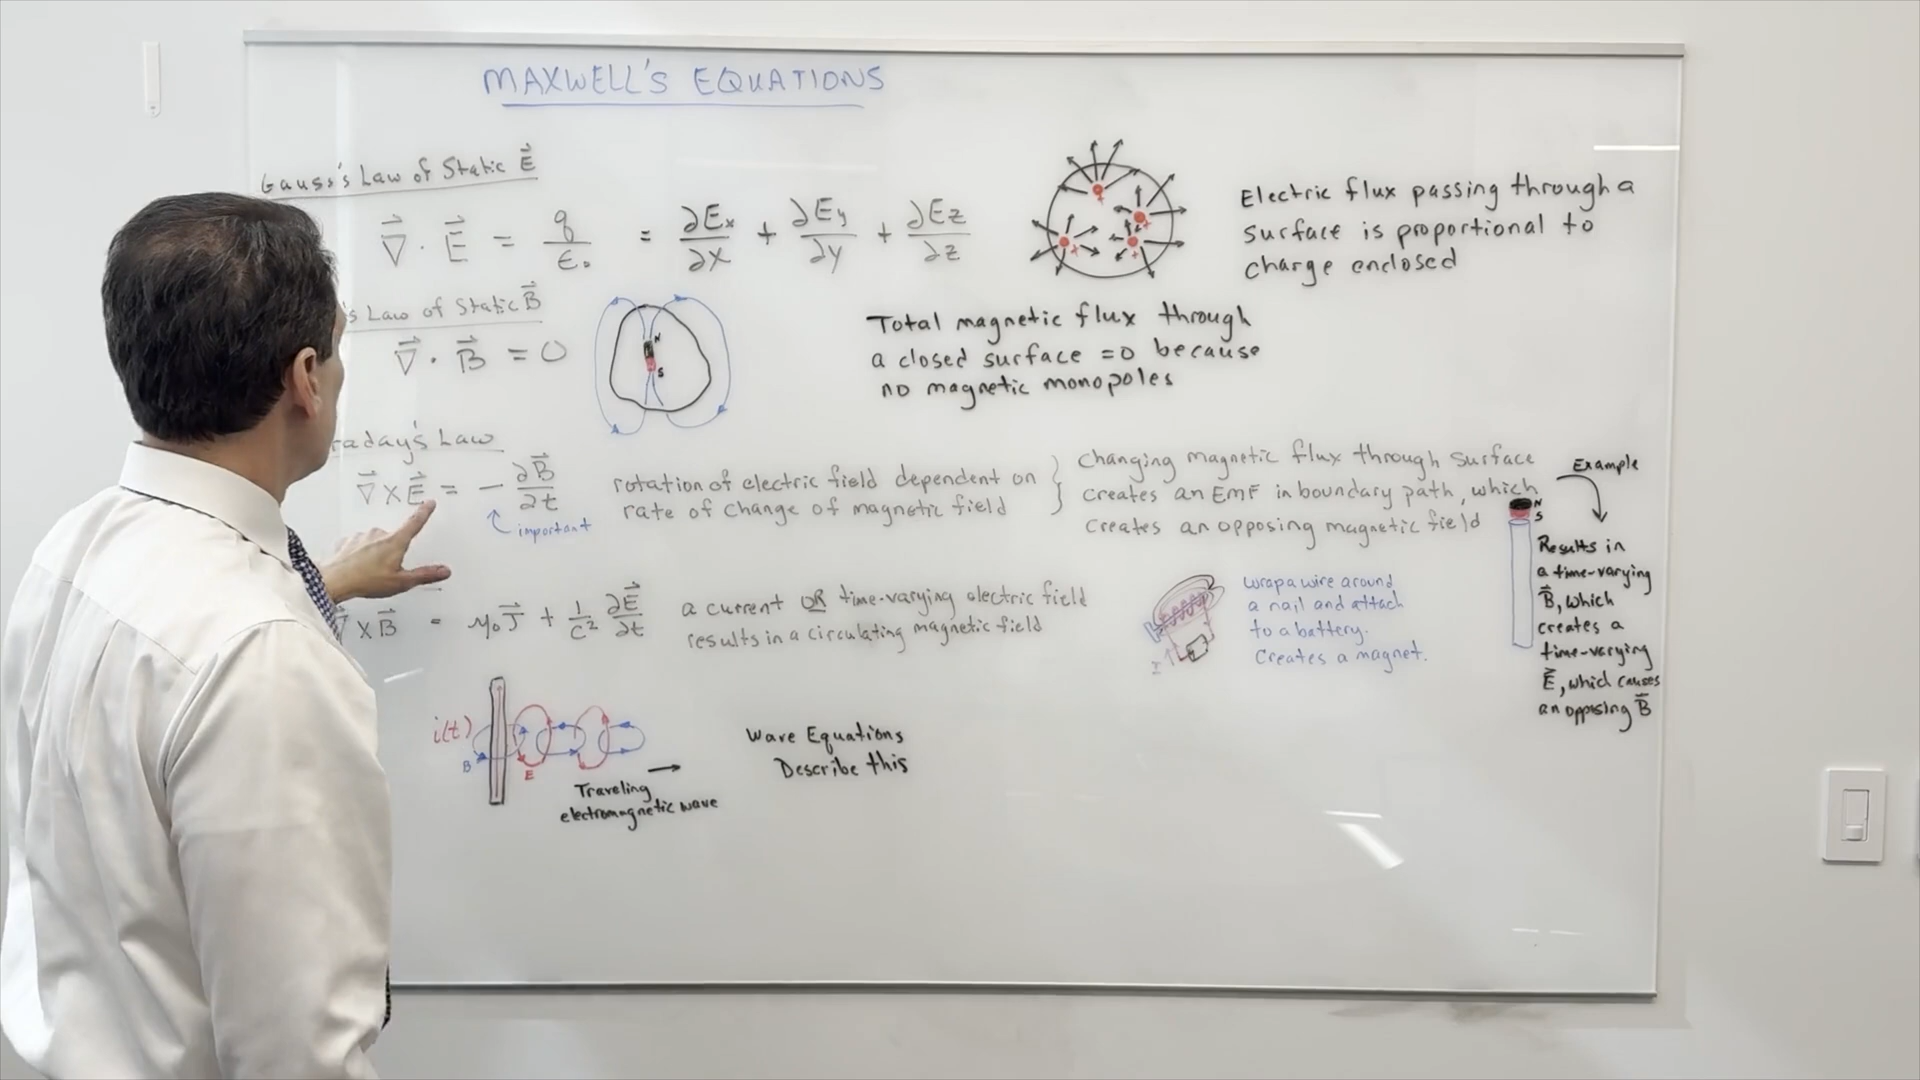 MAXWELL'S EQUATIONS
Gauss's Law of Static E⃗
∇⃗ · E⃗ = q/ε₀ = ∂Ex/∂x + ∂Ey/∂y + ∂Ez/∂z
+
+
+
+
Electric flux passing through a
surface is proportional to
charge enclosed
's Law of Static B⃗
∇⃗ · B⃗ = 0
N
S
Total magnetic flux through
a closed surface = 0 because
no magnetic monopoles
raday's Law
∇⃗ × E⃗ = - ∂B⃗/∂t
important
rotation of electric field dependent on
rate of change of magnetic field
Changing magnetic flux through surface
creates an EMF in boundary path, which
creates an opposing magnetic field
Example
N
S
Results in
a time-varying
B⃗, which
creates a
time-varying
E⃗, which causes
an opposing B⃗
∇⃗ × B⃗ = μ₀J⃗ + 1/c² ∂E⃗/∂t
a current OR time-varying electric field
results in a circulating magnetic field
I
wrap a wire around
a nail and attach
to a battery.
Creates a magnet.
i(t)
B
E
Traveling
electromagnetic wave
Wave Equations
Describe this